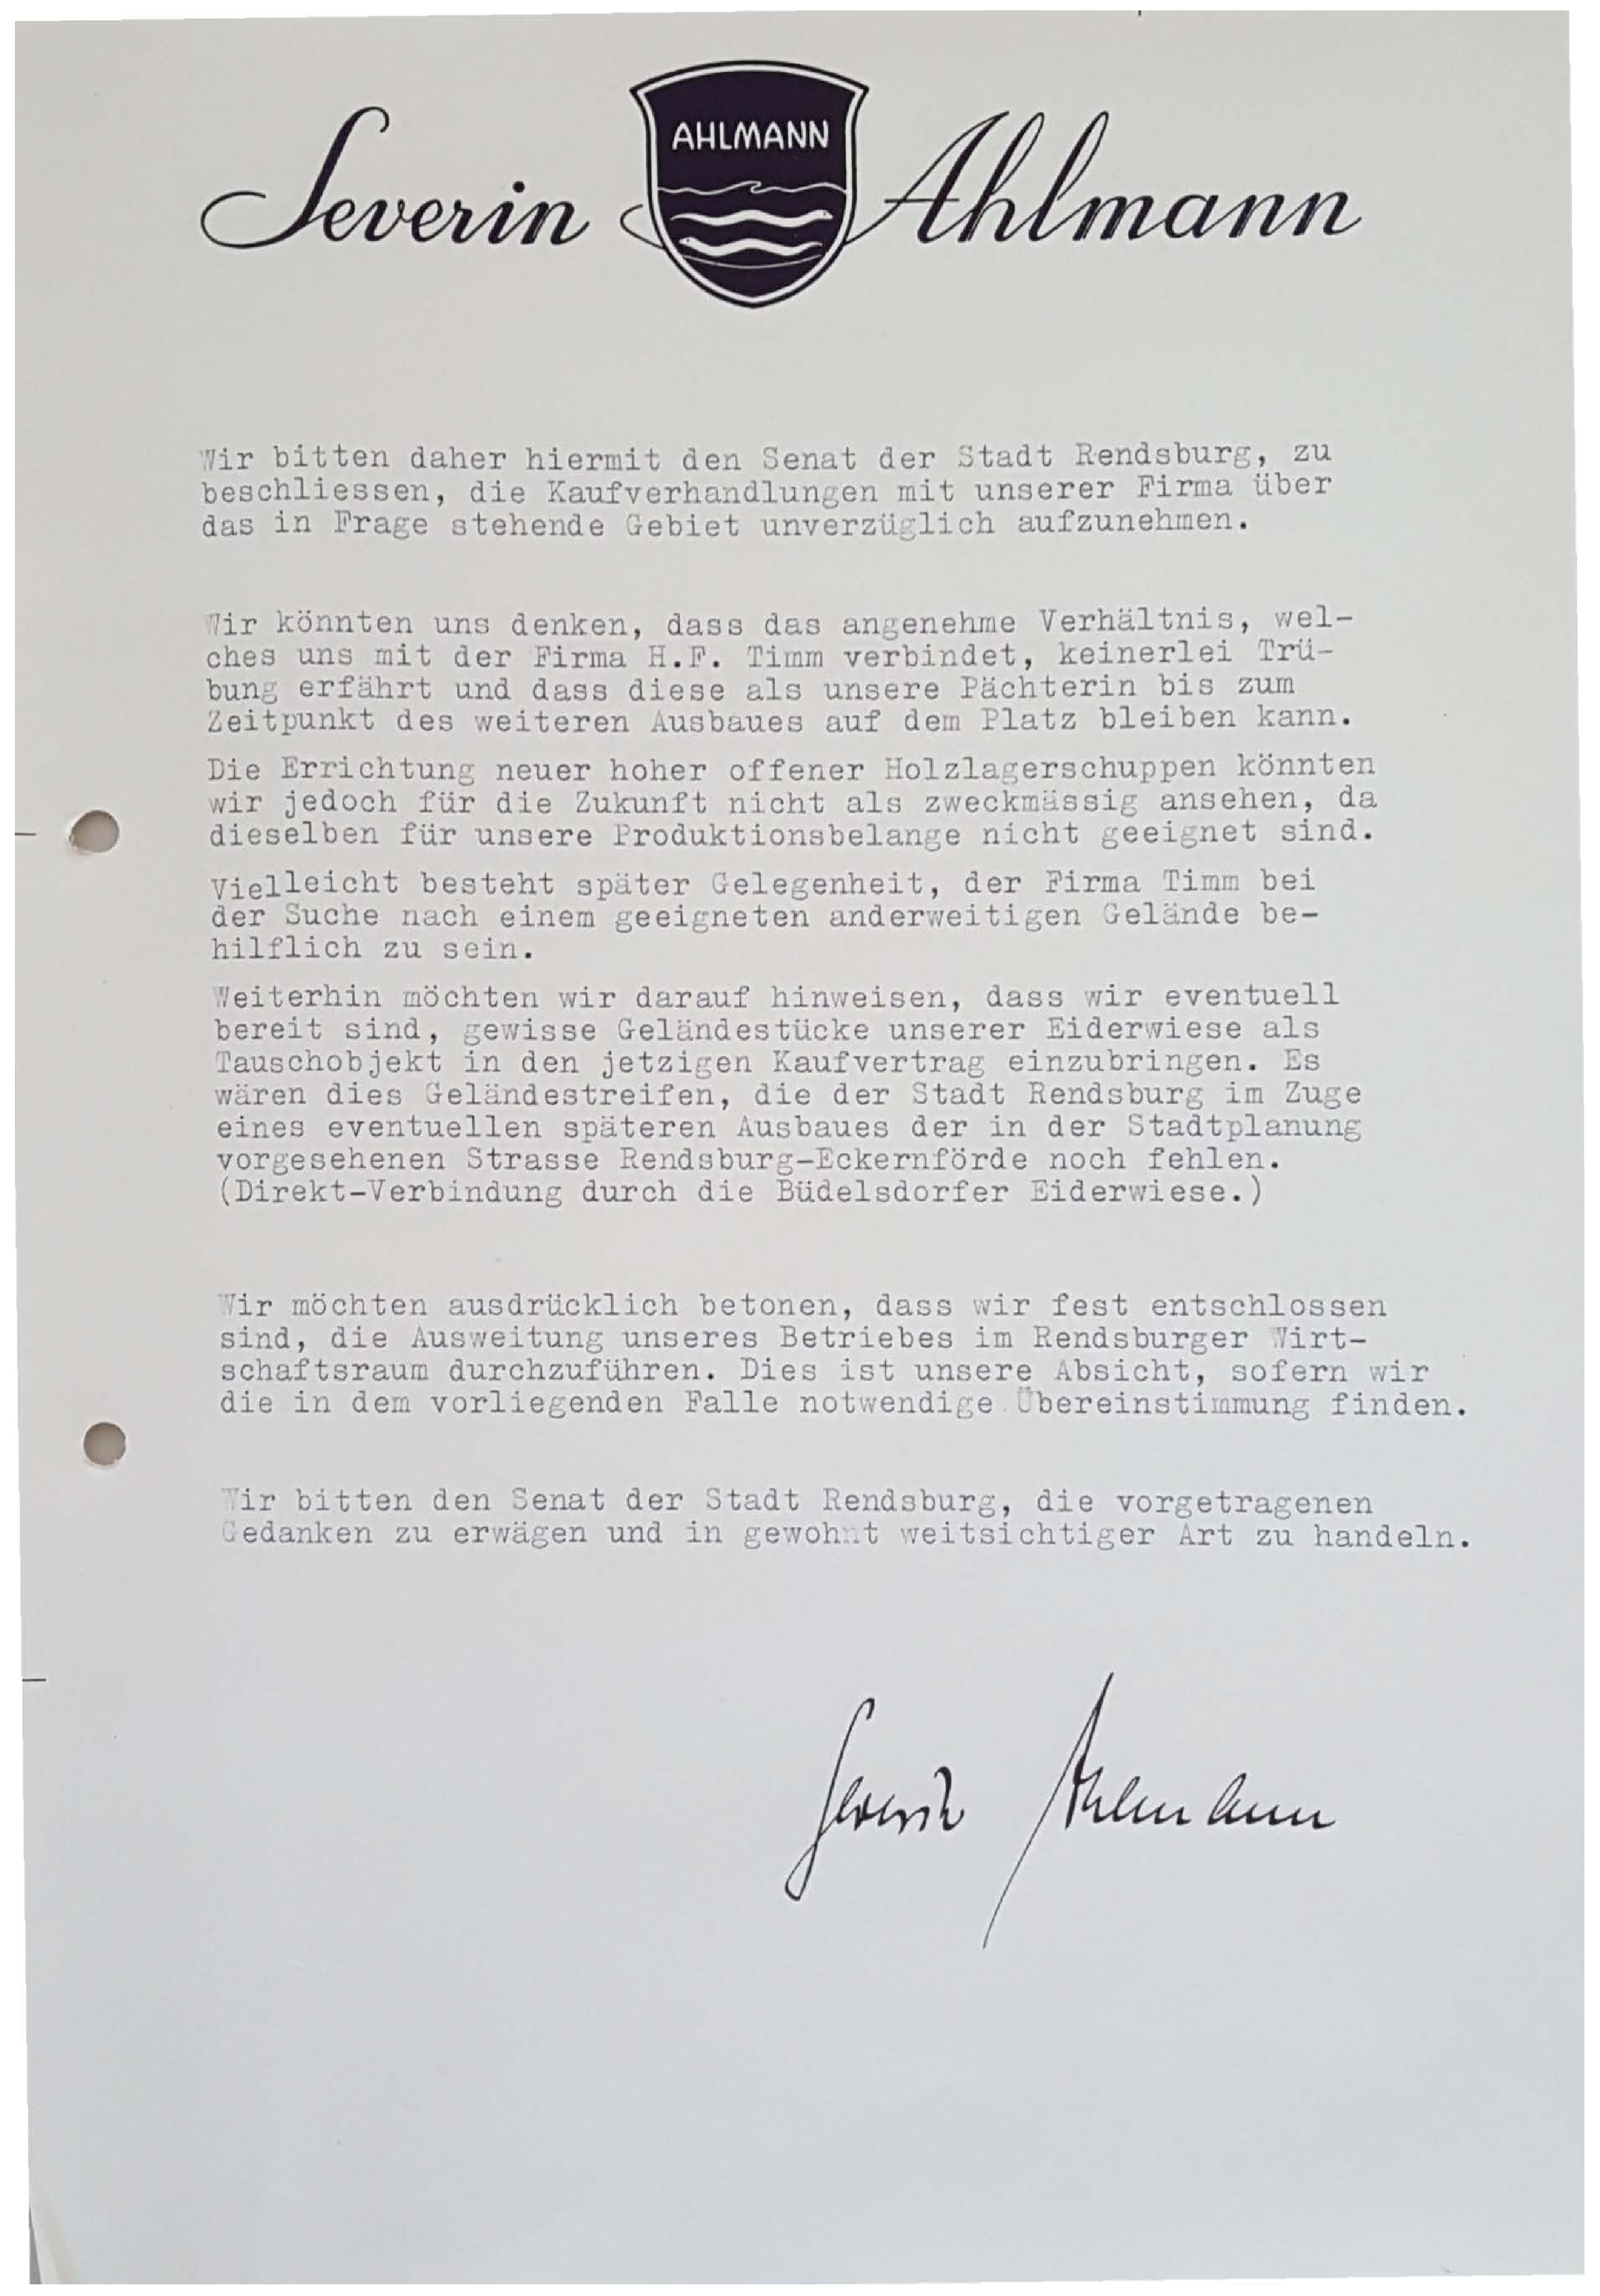 Severin AHLMANN Ahlmann
Wir bitten daher hiermit den Senat der Stadt Rendsburg, zu
beschliessen, die Kaufverhandlungen mit unserer Firma über
das in Frage stehende Gebiet unverzüglich aufzunehmen.
Wir könnten uns denken, dass das angenehme Verhältnis, wel-
ches uns mit der Firma H.F. Timm verbindet, keinerlei Trü-
bung erfährt und dass diese als unsere Pächterin bis zum
Zeitpunkt des weiteren Ausbaues auf dem Platz bleiben kann.
Die Errichtung neuer hoher offener Holzlagerschuppen könnten
wir jedoch für die Zukunft nicht als zweckmässig ansehen, da
dieselben für unsere Produktionsbelange nicht geeignet sind.
Vielleicht besteht später Gelegenheit, der Firma Timm bei
der Suche nach einem geeigneten anderweitigen Gelände be-
hilflich zu sein.
Weiterhin möchten wir darauf hinweisen, dass wir eventuell
bereit sind, gewisse Geländestücke unserer Eiderwiese als
Tauschobjekt in den jetzigen Kaufvertrag einzubringen. Es
wären dies Geländestreifen, die der Stadt Rendsburg im Zuge
eines eventuellen späteren Ausbaues der in der Stadtplanung
vorgesehenen Strasse Rendsburg-Eckernförde noch fehlen.
(Direkt-Verbindung durch die Büdelsdorfer Eiderwiese.)
Wir möchten ausdrücklich betonen, dass wir fest entschlossen
sind, die Ausweitung unseres Betriebes im Rendsburger Wirt-
schaftsraum durchzuführen. Dies ist unsere Absicht, sofern wir
die in dem vorliegenden Falle notwendige Übereinstimmung finden.
Wir bitten den Senat der Stadt Rendsburg, die vorgetragenen
Gedanken zu erwägen und in gewohnt weitsichtiger Art zu handeln.
Severin Ahlmann